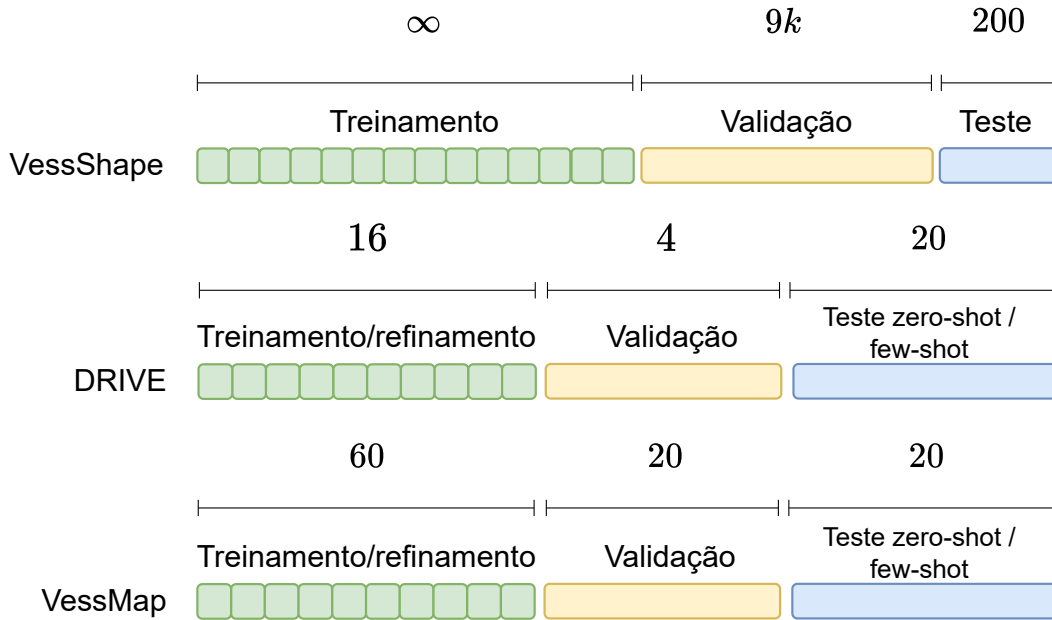 ∞ 9k 200
Treinamento Validação Teste
VessShape
16 4 20
Treinamento/refinamento Validação Teste zero-shot /
few-shot
DRIVE
60 20 20
Treinamento/refinamento Validação Teste zero-shot /
few-shot
VessMap